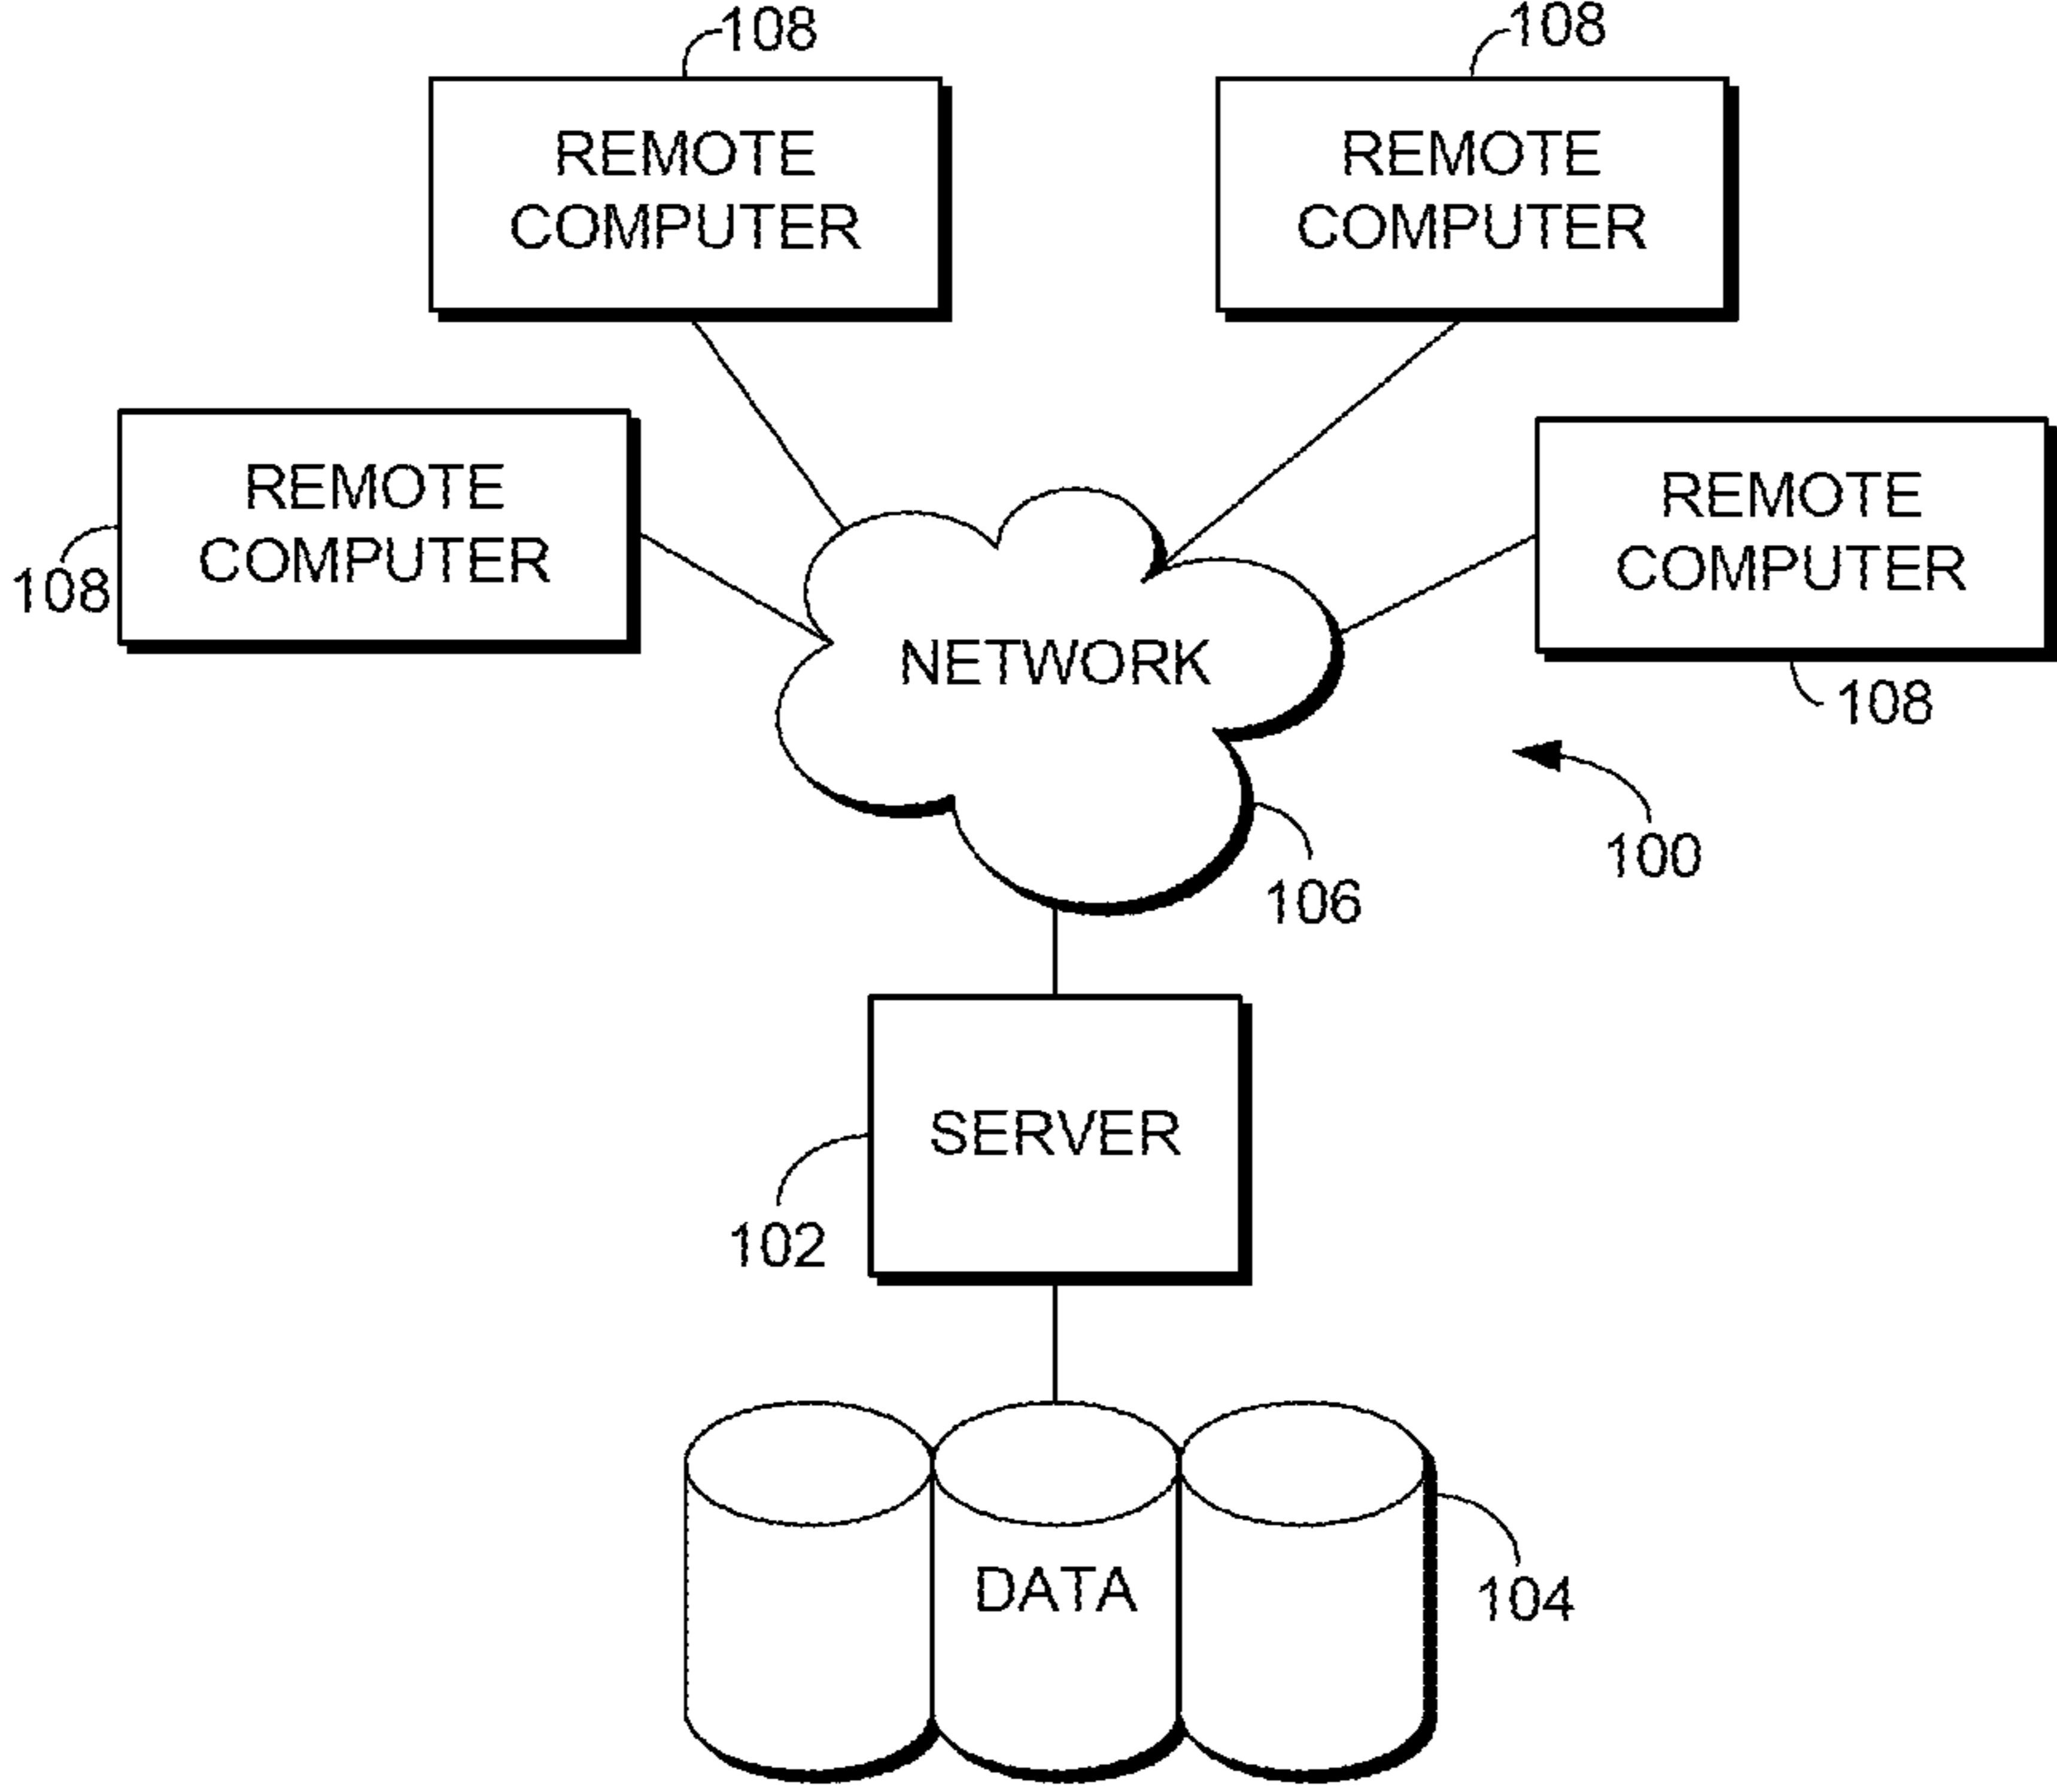 108
108
REMOTE
COMPUTER
REMOTE
COMPUTER
REMOTE
COMPUTER
REMOTE
COMPUTER
108
NETWORK
108
100
106
SERVER
102
DATA
104